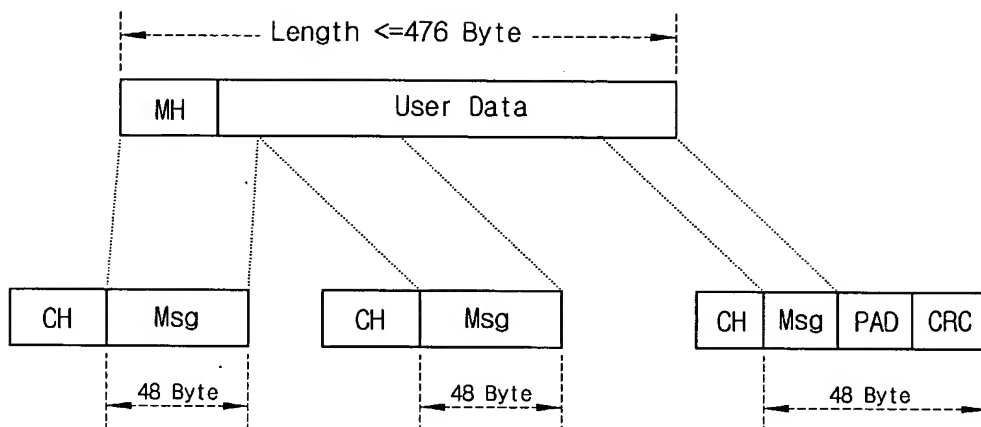 Length <=476 Byte
MH User Data
CH Msg CH Msg CH Msg PAD CRC
48 Byte 48 Byte 48 Byte